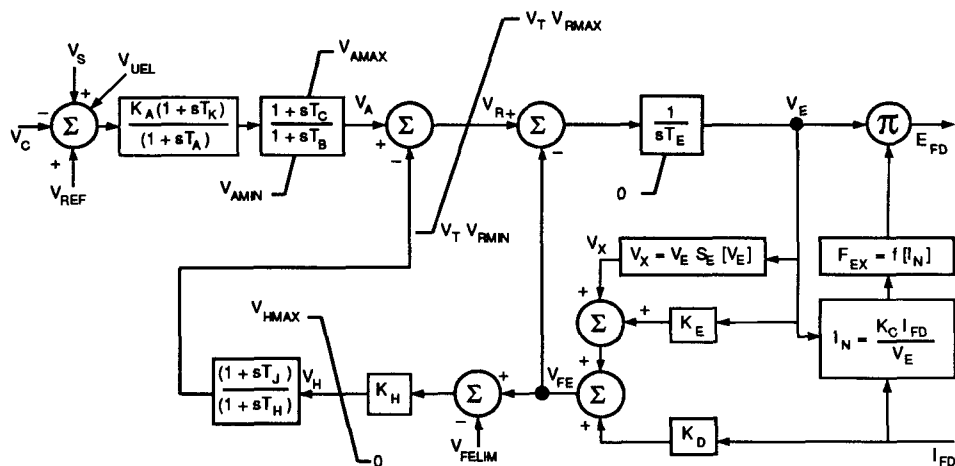 V_S
V_UEL
+
-
Σ
V_C
+
V_REF
K_A(1 + sT_K)
(1 + sT_A)
V_AMAX
1 + sT_C
1 + sT_B
V_AMIN
V_A
+
Σ
-
V_T V_RMAX
V_T V_RMIN
V_R+
Σ
-
1
sT_E
0
V_E
π
E_FD
V_X
V_X = V_E S_E [V_E]
F_EX = f [I_N]
+
Σ
+
K_E
I_N = K_C I_FD
V_E
V_HMAX
(1 + sT_J)
(1 + sT_H)
V_H
K_H
0
Σ
+
-
V_FELIM
V_FE
+
Σ
+
K_D
I_FD